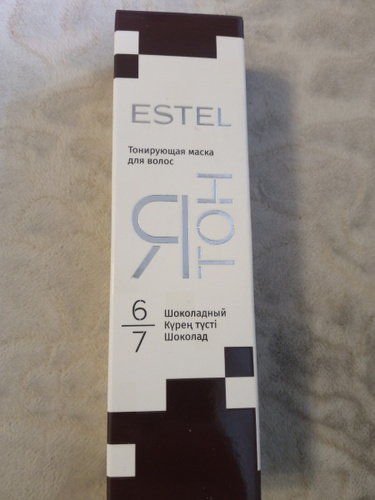 ESTEL
Тонирующая маска
для волос
Я
ТОН
6/7
Шоколадный
Күрең түсті
Шоколад